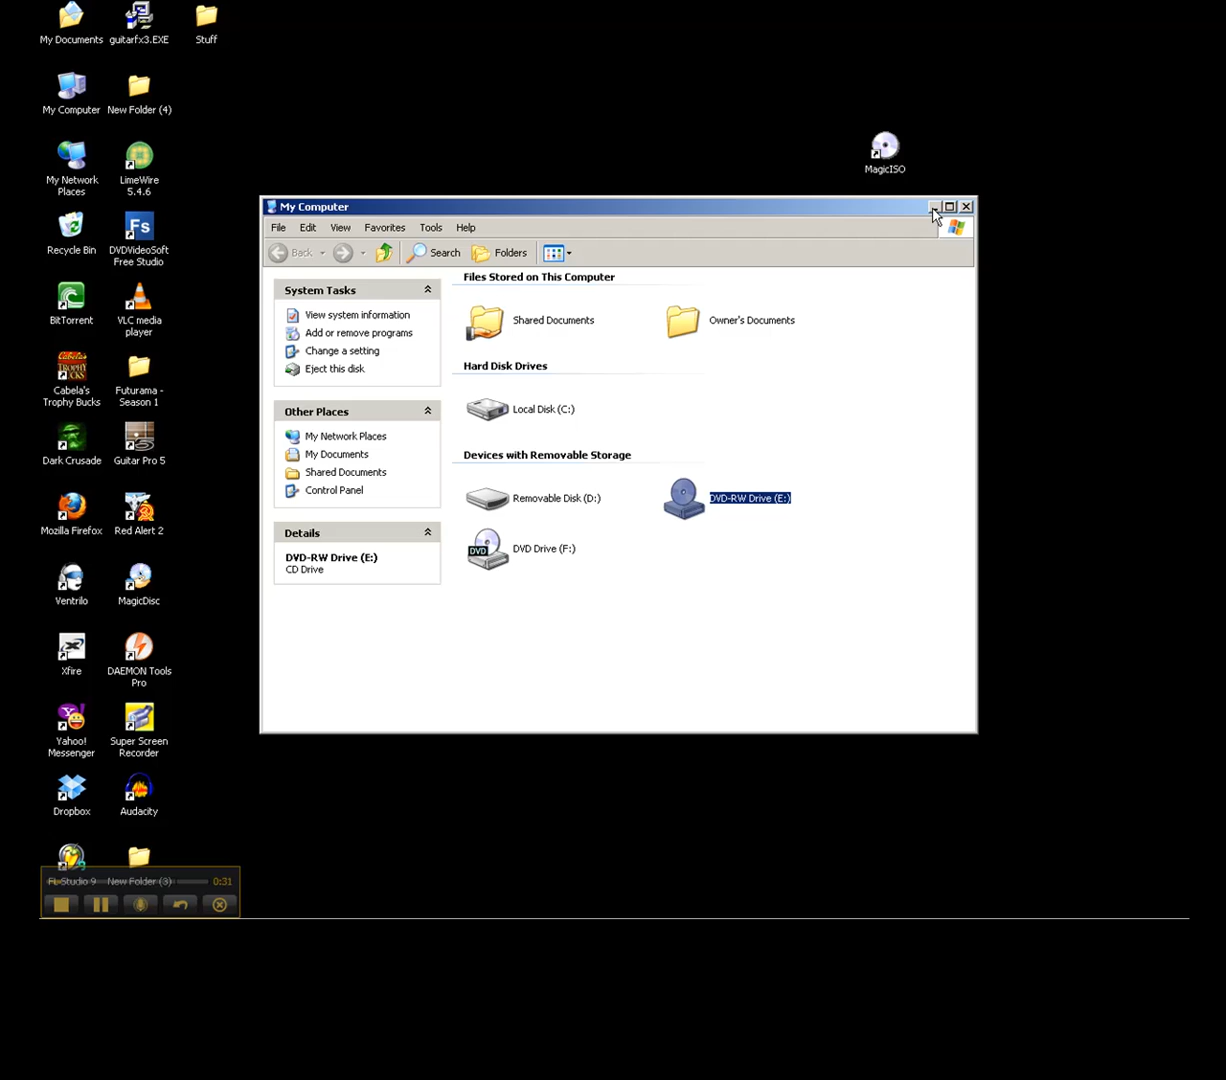 My Documents
guitarfx3.EXE
Stuff
My Computer
New Folder (4)
MagicISO
My Network
Places
LimeWire
5.4.6
Recycle Bin
Fs
DVDVideoSoft
Free Studio
BitTorrent
VLC media
player
Cabela's
Trophy Bucks
Futurama -
Season 1
Dark Crusade
5
Guitar Pro 5
Mozilla Firefox
Red Alert 2
Ventrilo
MagicDisc
Xfire
DAEMON Tools
Pro
Yahoo!
Messenger
Super Screen
Recorder
Dropbox
Audacity
FL Studio 9
New Folder (3)
0:31
My Computer
File Edit View Favorites Tools Help
Back Search Folders
System Tasks
View system information
Add or remove programs
Change a setting
Eject this disk
Other Places
My Network Places
My Documents
Shared Documents
Control Panel
Details
DVD-RW Drive (E:)
CD Drive
Files Stored on This Computer
Shared Documents
Owner's Documents
Hard Disk Drives
Local Disk (C:)
Devices with Removable Storage
Removable Disk (D:)
DVD-RW Drive (E:)
DVD
DVD Drive (F:)